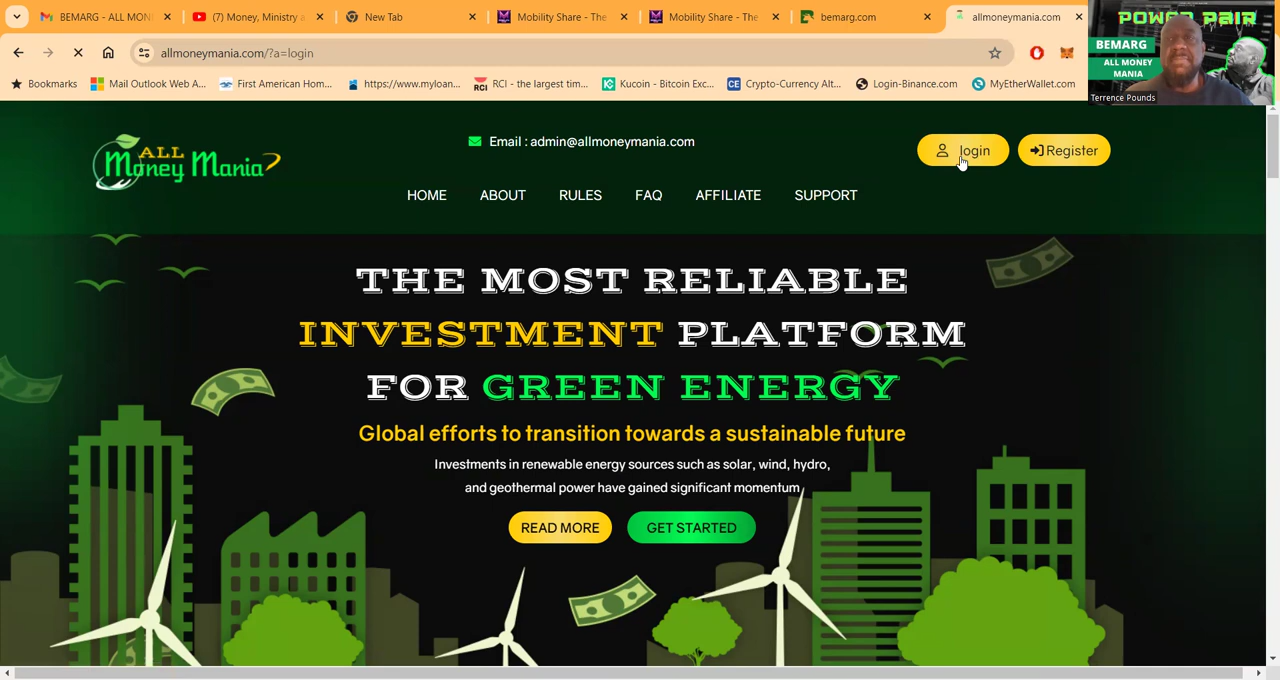 BEMARG - ALL MON
(7) Money, Ministry a
New Tab
Mobility Share - The
Mobility Share - The
bemarg.com
allmoneymania.com
allmoneymania.com/?a=login
Bookmarks
Mail Outlook Web A...
First American Hom...
https://www.myloan...
RCI - the largest tim...
Kucoin - Bitcoin Exc...
Crypto-Currency Alt...
Login-Binance.com
MyEtherWallet.com
POWER PAIR
BEMARG
ALL MONEY
MANIA
Terrence Pounds
ALL
Money Mania
Email : admin@allmoneymania.com
login
Register
HOME
ABOUT
RULES
FAQ
AFFILIATE
SUPPORT
THE MOST RELIABLE
INVESTMENT PLATFORM
FOR GREEN ENERGY
Global efforts to transition towards a sustainable future
Investments in renewable energy sources such as solar, wind, hydro,
and geothermal power have gained significant momentum
READ MORE
GET STARTED